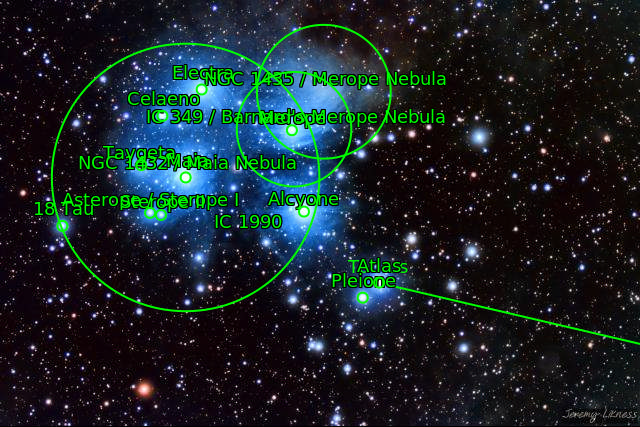 Electra
NGC 1435 / Merope Nebula
Celaeno
IC 349 / Barnard's Merope Nebula
Merope
Taygeta
Maia
NGC 1432 / Maia Nebula
Asterope / Sterope I
Sterope II
Alcyone
18 Tau
IC 1990
Atlas
Pleione
Jeremy Likness